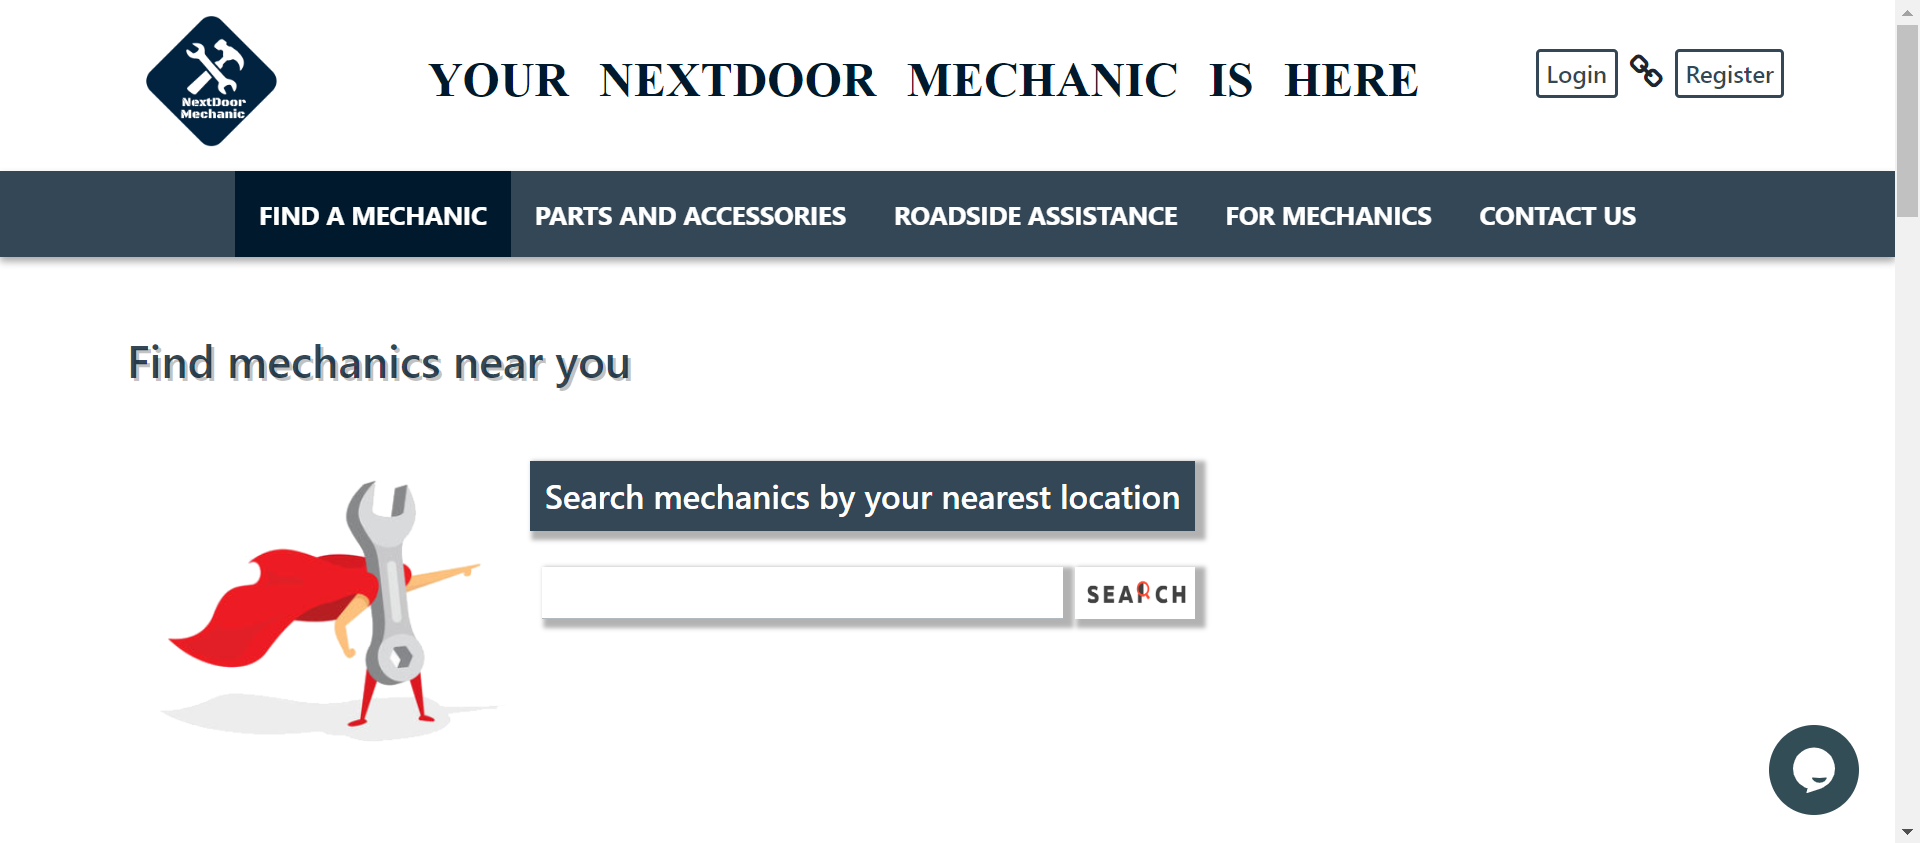 NextDoor
Mechanic
YOUR NEXTDOOR MECHANIC IS HERE
Login
Register
FIND A MECHANIC
PARTS AND ACCESSORIES
ROADSIDE ASSISTANCE
FOR MECHANICS
CONTACT US
Find mechanics near you
Search mechanics by your nearest location
SEARCH